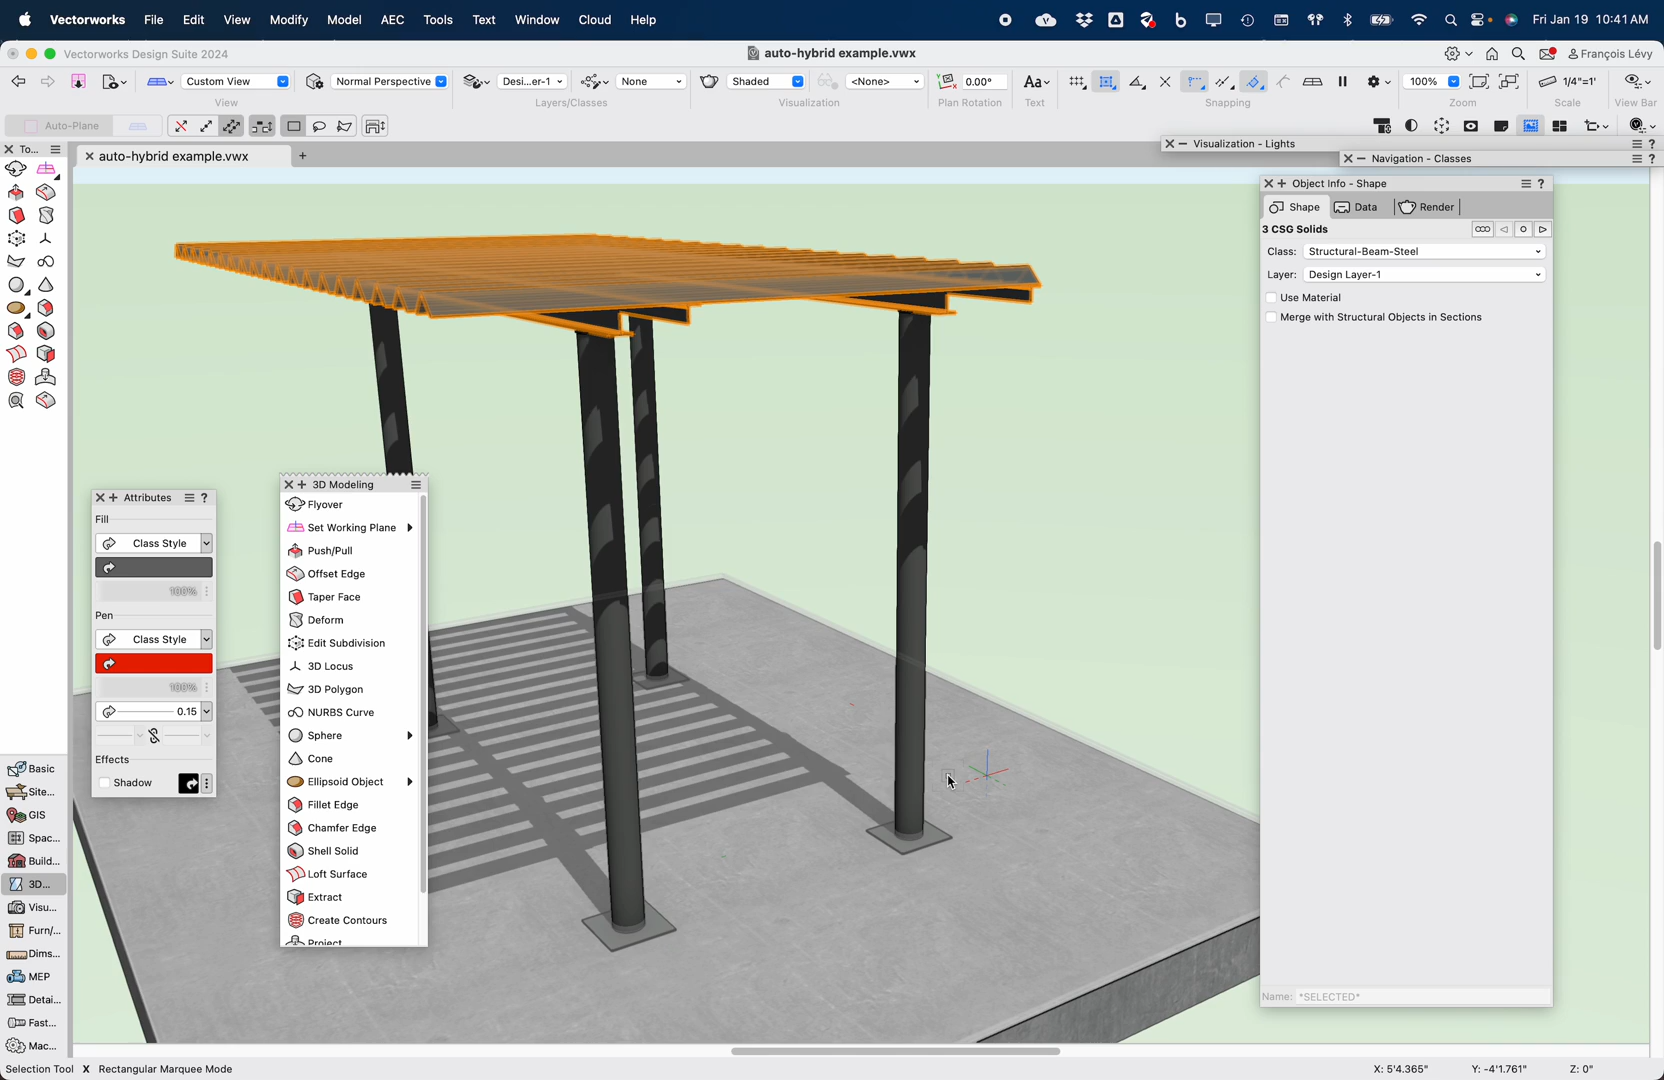 Vectorworks File Edit View Modify Model AEC Tools Text Window Cloud Help Fri Jan 19 10:41 AM
Vectorworks Design Suite 2024 auto-hybrid example.vwx François Lévy
Custom View Normal Perspective Desi...er-1 None Shaded <None> 0.00° Aa 100% 1/4"=1'
View Layers/Classes Visualization Plan Rotation Text Snapping Zoom Scale View Bar
Auto-Plane
To...
auto-hybrid example.vwx
Visualization - Lights
Navigation - Classes
Object Info - Shape
Shape Data Render
3 CSG Solids
Class: Structural-Beam-Steel
Layer: Design Layer-1
Use Material
Merge with Structural Objects in Sections
Name: *SELECTED*
Attributes
Fill
Class Style
100%
Pen
Class Style
100%
0.15
Effects
Shadow
3D Modeling
Flyover
Set Working Plane
Push/Pull
Offset Edge
Taper Face
Deform
Edit Subdivision
3D Locus
3D Polygon
NURBS Curve
Sphere
Cone
Ellipsoid Object
Fillet Edge
Chamfer Edge
Shell Solid
Loft Surface
Extract
Create Contours
Project
Basic
Site...
GIS
Spac...
Build...
3D...
Visu...
Furn/...
Dims...
MEP
Detai...
Fast...
Mac...
Selection Tool X Rectangular Marquee Mode
X: 5'4.365" Y: -4'1.761" Z: 0"